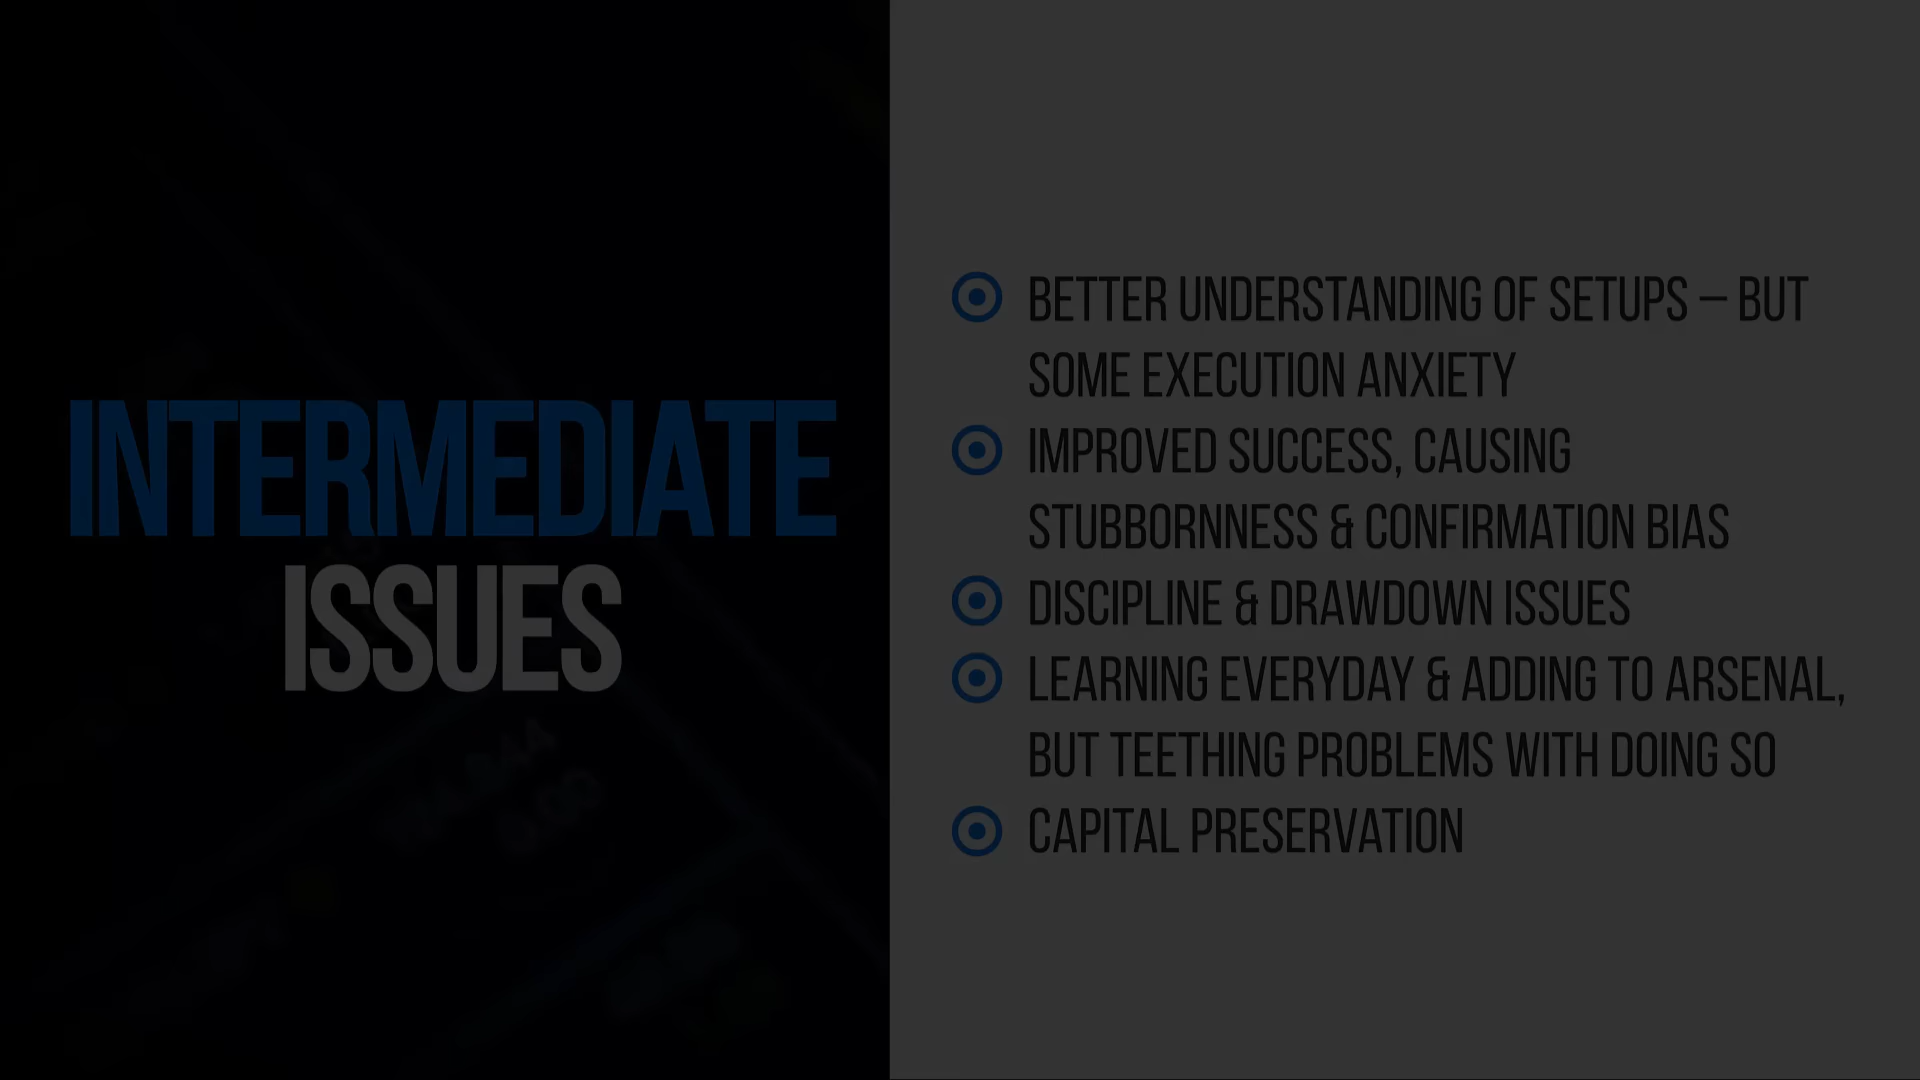 INTERMEDIATE
ISSUES
BETTER UNDERSTANDING OF SETUPS – BUT
SOME EXECUTION ANXIETY
IMPROVED SUCCESS, CAUSING
STUBBORNNESS & CONFIRMATION BIAS
DISCIPLINE & DRAWDOWN ISSUES
LEARNING EVERYDAY & ADDING TO ARSENAL,
BUT TEETHING PROBLEMS WITH DOING SO
CAPITAL PRESERVATION